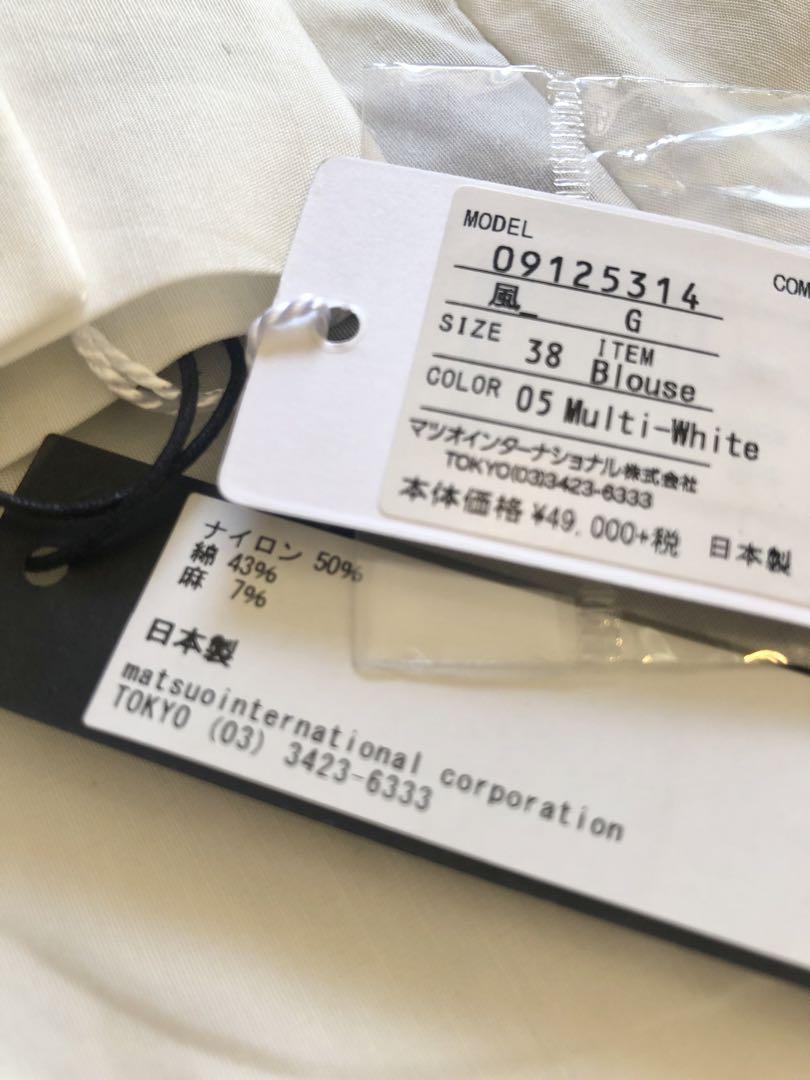 MODEL
09125314
COM
風_ G
SIZE 38 ITEM Blouse
COLOR 05 Multi-White
マツオインターナショナル株式会社
TOKYO(03)3423-6333
本体価格 ¥49,000+税 日本製
ナイロン 50%
綿 43%
麻 7%
日本製
matsuointernational corporation
TOKYO (03) 3423-6333